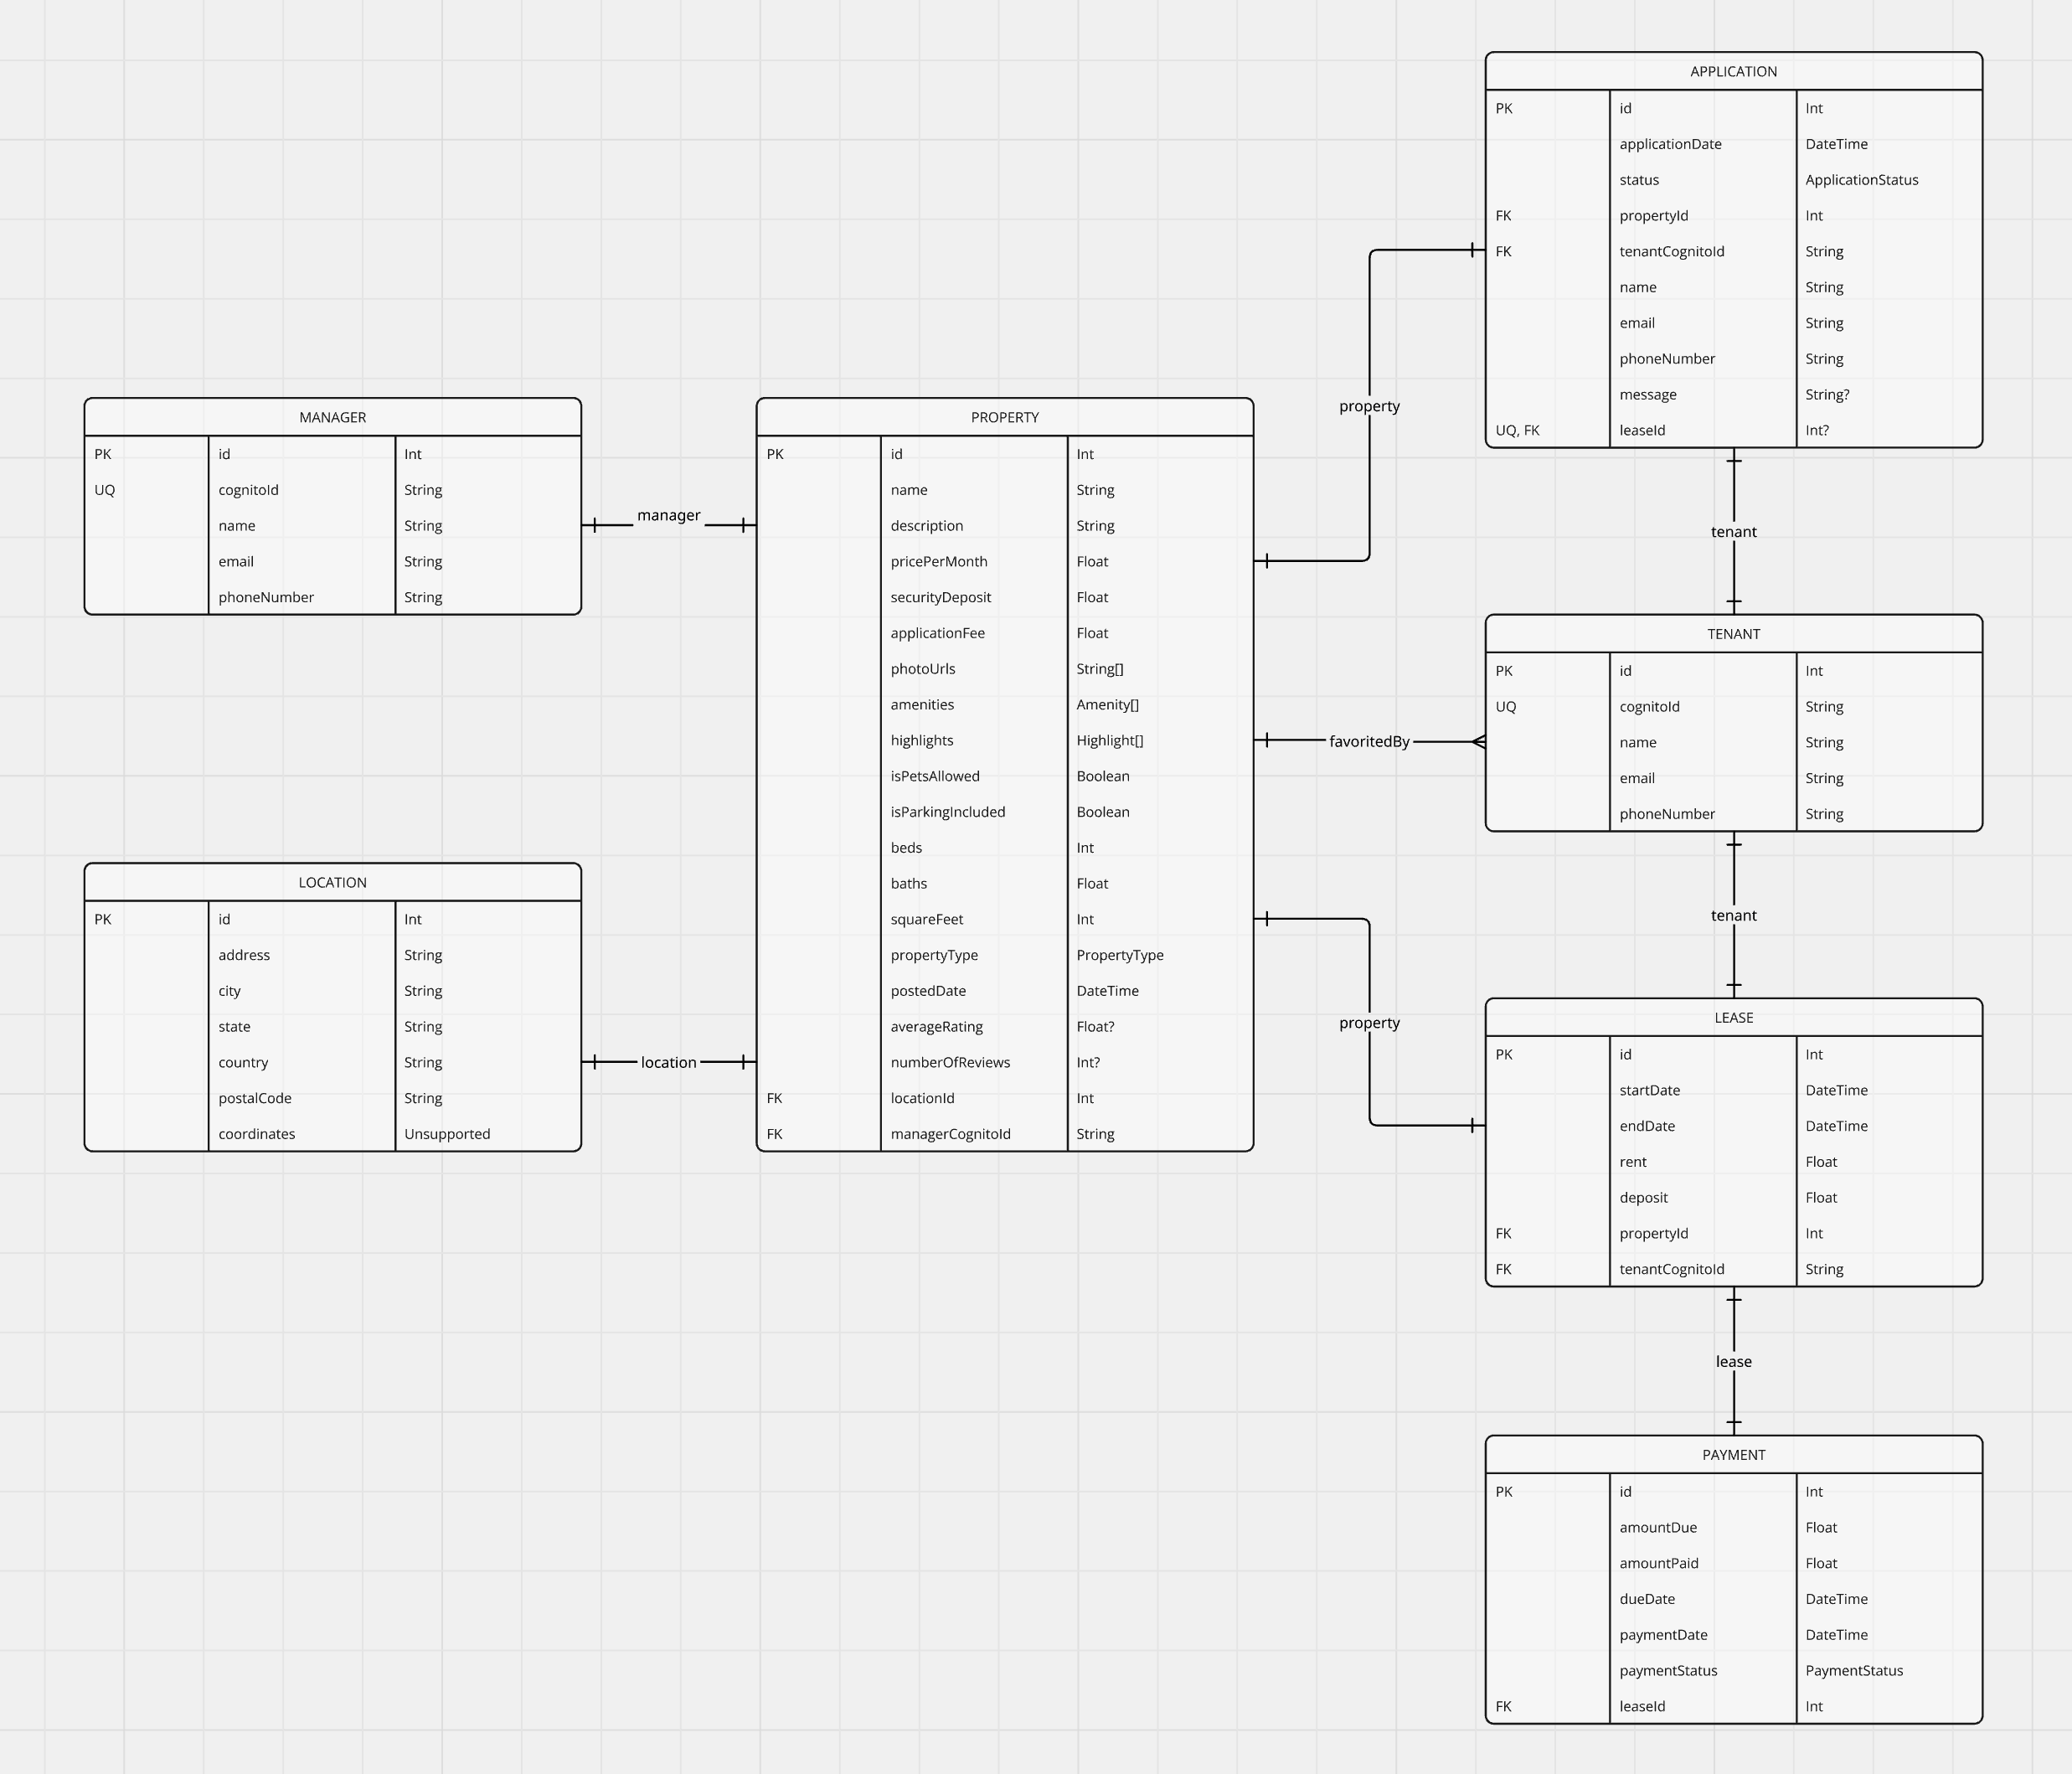 APPLICATION
PK id Int
applicationDate DateTime
status ApplicationStatus
FK propertyId Int
FK tenantCognitoId String
name String
email String
phoneNumber String
message String?
UQ, FK leaseId Int?
property
tenant
MANAGER
PK id Int
UQ cognitoId String
name String
email String
phoneNumber String
manager
PROPERTY
PK id Int
name String
description String
pricePerMonth Float
securityDeposit Float
applicationFee Float
photoUrls String[]
amenities Amenity[]
highlights Highlight[]
isPetsAllowed Boolean
isParkingIncluded Boolean
beds Int
baths Float
squareFeet Int
propertyType PropertyType
postedDate DateTime
averageRating Float?
numberOfReviews Int?
FK locationId Int
FK managerCognitoId String
favoritedBy
TENANT
PK id Int
UQ cognitoId String
name String
email String
phoneNumber String
tenant
LOCATION
PK id Int
address String
city String
state String
country String
postalCode String
coordinates Unsupported
location
property
LEASE
PK id Int
startDate DateTime
endDate DateTime
rent Float
deposit Float
FK propertyId Int
FK tenantCognitoId String
lease
PAYMENT
PK id Int
amountDue Float
amountPaid Float
dueDate DateTime
paymentDate DateTime
paymentStatus PaymentStatus
FK leaseId Int